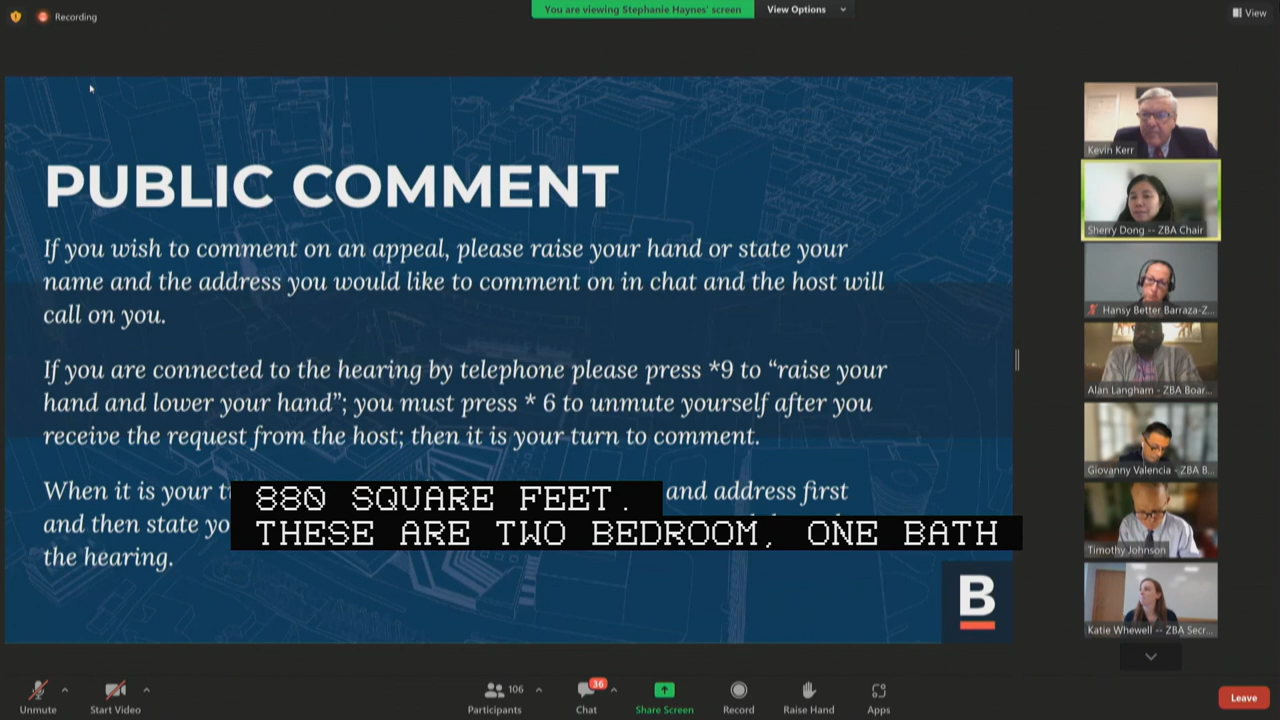 Recording
You are viewing Stephanie Haynes' screen
View Options
View
PUBLIC COMMENT
If you wish to comment on an appeal, please raise your hand or state your
name and the address you would like to comment on in chat and the host will
call on you.
If you are connected to the hearing by telephone please press *9 to “raise your
hand and lower your hand”; you must press * 6 to unmute yourself after you
receive the request from the host; then it is your turn to comment.
When it is your
and address first
and then state
the hearing.
880 SQUARE FEET.
THESE ARE TWO BEDROOM, ONE BATH
B
Kevin Kerr
Sherry Dong -- ZBA Chair
Hansy Better Barraza-Z...
Alan Langham - ZBA Boar...
Giovanny Valencia - ZBA B...
Timothy Johnson
Katie Whewell -- ZBA Secr...
Unmute
Start Video
106
Participants
36
Chat
Share Screen
Record
Raise Hand
Apps
Leave